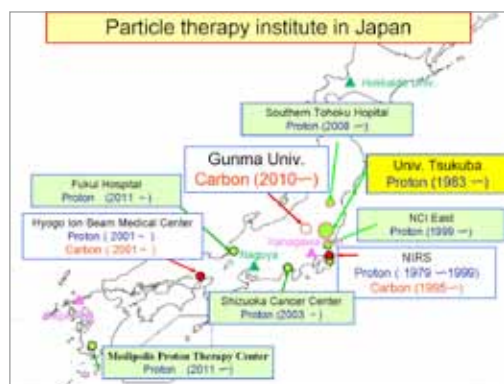 Particle therapy institute in Japan
Hokkaido Univ.
Southern Tohoku Hopital
Proton (2008 ～)
Gunma Univ.
Carbon (2010～)
Univ. Tsukuba
Proton (1983 ～)
Fukui Hospital
Proton (2011 ～)
NCI East
Proton (1999 ～)
Hyogo Ion Beam Medical Center
Proton ( 2001 ～)
Carbon ( 2001 ～)
Nagoya
Kanagawa
NIRS
Proton ( 1979 ～1999)
Carbon (1995～)
Shizuoka Cancer Center
Proton (2003 ～)
Medipolis Proton Therapy Center
Proton (2011 ～)